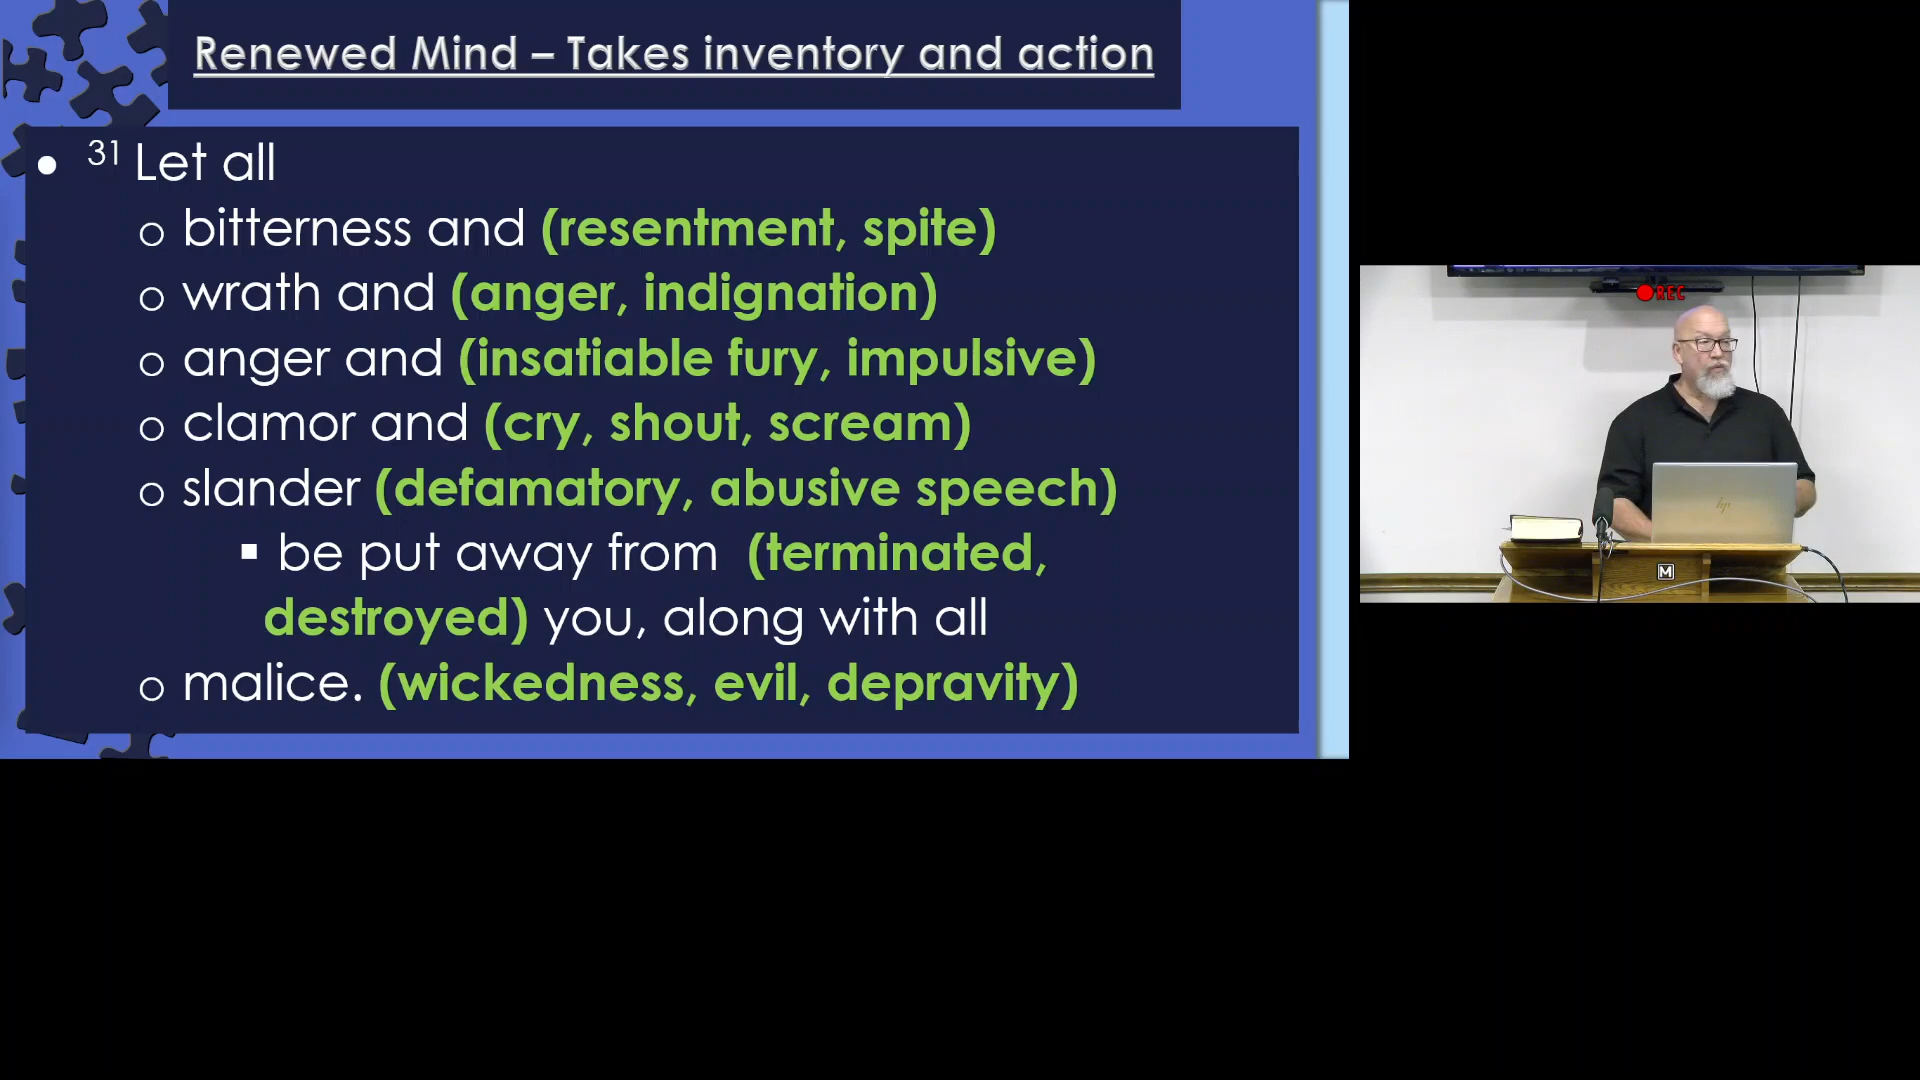 Renewed Mind – Takes inventory and action
• ³¹ Let all
o bitterness and (resentment, spite)
o wrath and (anger, indignation)
o anger and (insatiable fury, impulsive)
o clamor and (cry, shout, scream)
o slander (defamatory, abusive speech)
▪ be put away from (terminated,
destroyed) you, along with all
o malice. (wickedness, evil, depravity)
REC
hp
M